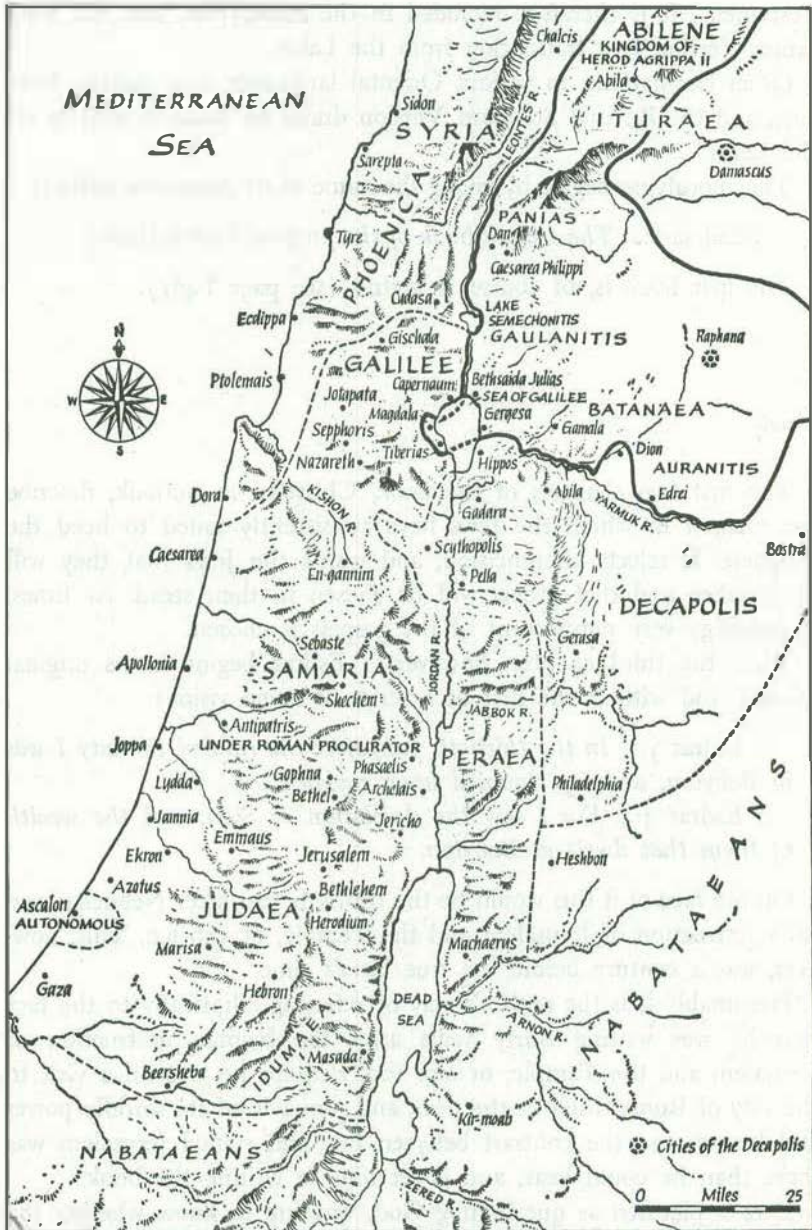 Chalcis
ABILENE
KINGDOM OF
HEROD AGRIPPA II
Abila
MEDITERRANEAN
SEA
Sidon
SYRIA
LEONTES R.
ITURAEA
Sarepta
Damascus
PHOENICIA
PANIAS
Dan
Tyre
Caesarea Philippi
Cadasa
Ecdippa
LAKE
SEMECHONITIS
Gischala
GAULANITIS
Raphana
N
W
E
S
GALILEE
Ptolemais
Capernaum
Bethsaida Julias
Jotapata
SEA OF GALILEE
Magdala
BATANAEA
Sepphoris
Gergesa
Gamala
Tiberias
Dion
Nazareth
Hippos
AURANITIS
Dora
KISHON
Abila
Edrei
YARMUK R.
Gadara
Bostra
Caesarea
Scythopolis
En-gannim
Pella
DECAPOLIS
Sebaste
Gerasa
Apollonia
SAMARIA
JORDAN R.
Shechem
JABBOK R.
Antipatris
Joppa
UNDER ROMAN PROCURATOR
PERAEA
Phasaelis
Gophna
Lydda
Archelais
Philadelphia
Bethel
Jamnia
Jericho
Emmaus
Ekron
Jerusalem
Heshbon
Azatus
Bethlehem
Ascalon
AUTONOMOUS
JUDAEA
Herodium
Marisa
Machaerus
Gaza
Hebron
DEAD
SEA
ARNON R.
NABATAEANS
IDUMAEA
Masada
Beersheba
Kir-moab
NABATAEANS
Cities of the Decapolis
ZERED R.
0 Miles 25